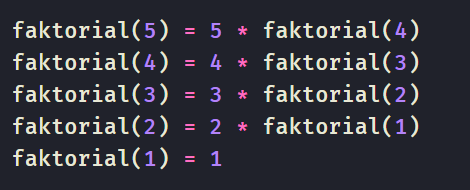 faktorial(5) = 5 * faktorial(4)
faktorial(4) = 4 * faktorial(3)
faktorial(3) = 3 * faktorial(2)
faktorial(2) = 2 * faktorial(1)
faktorial(1) = 1